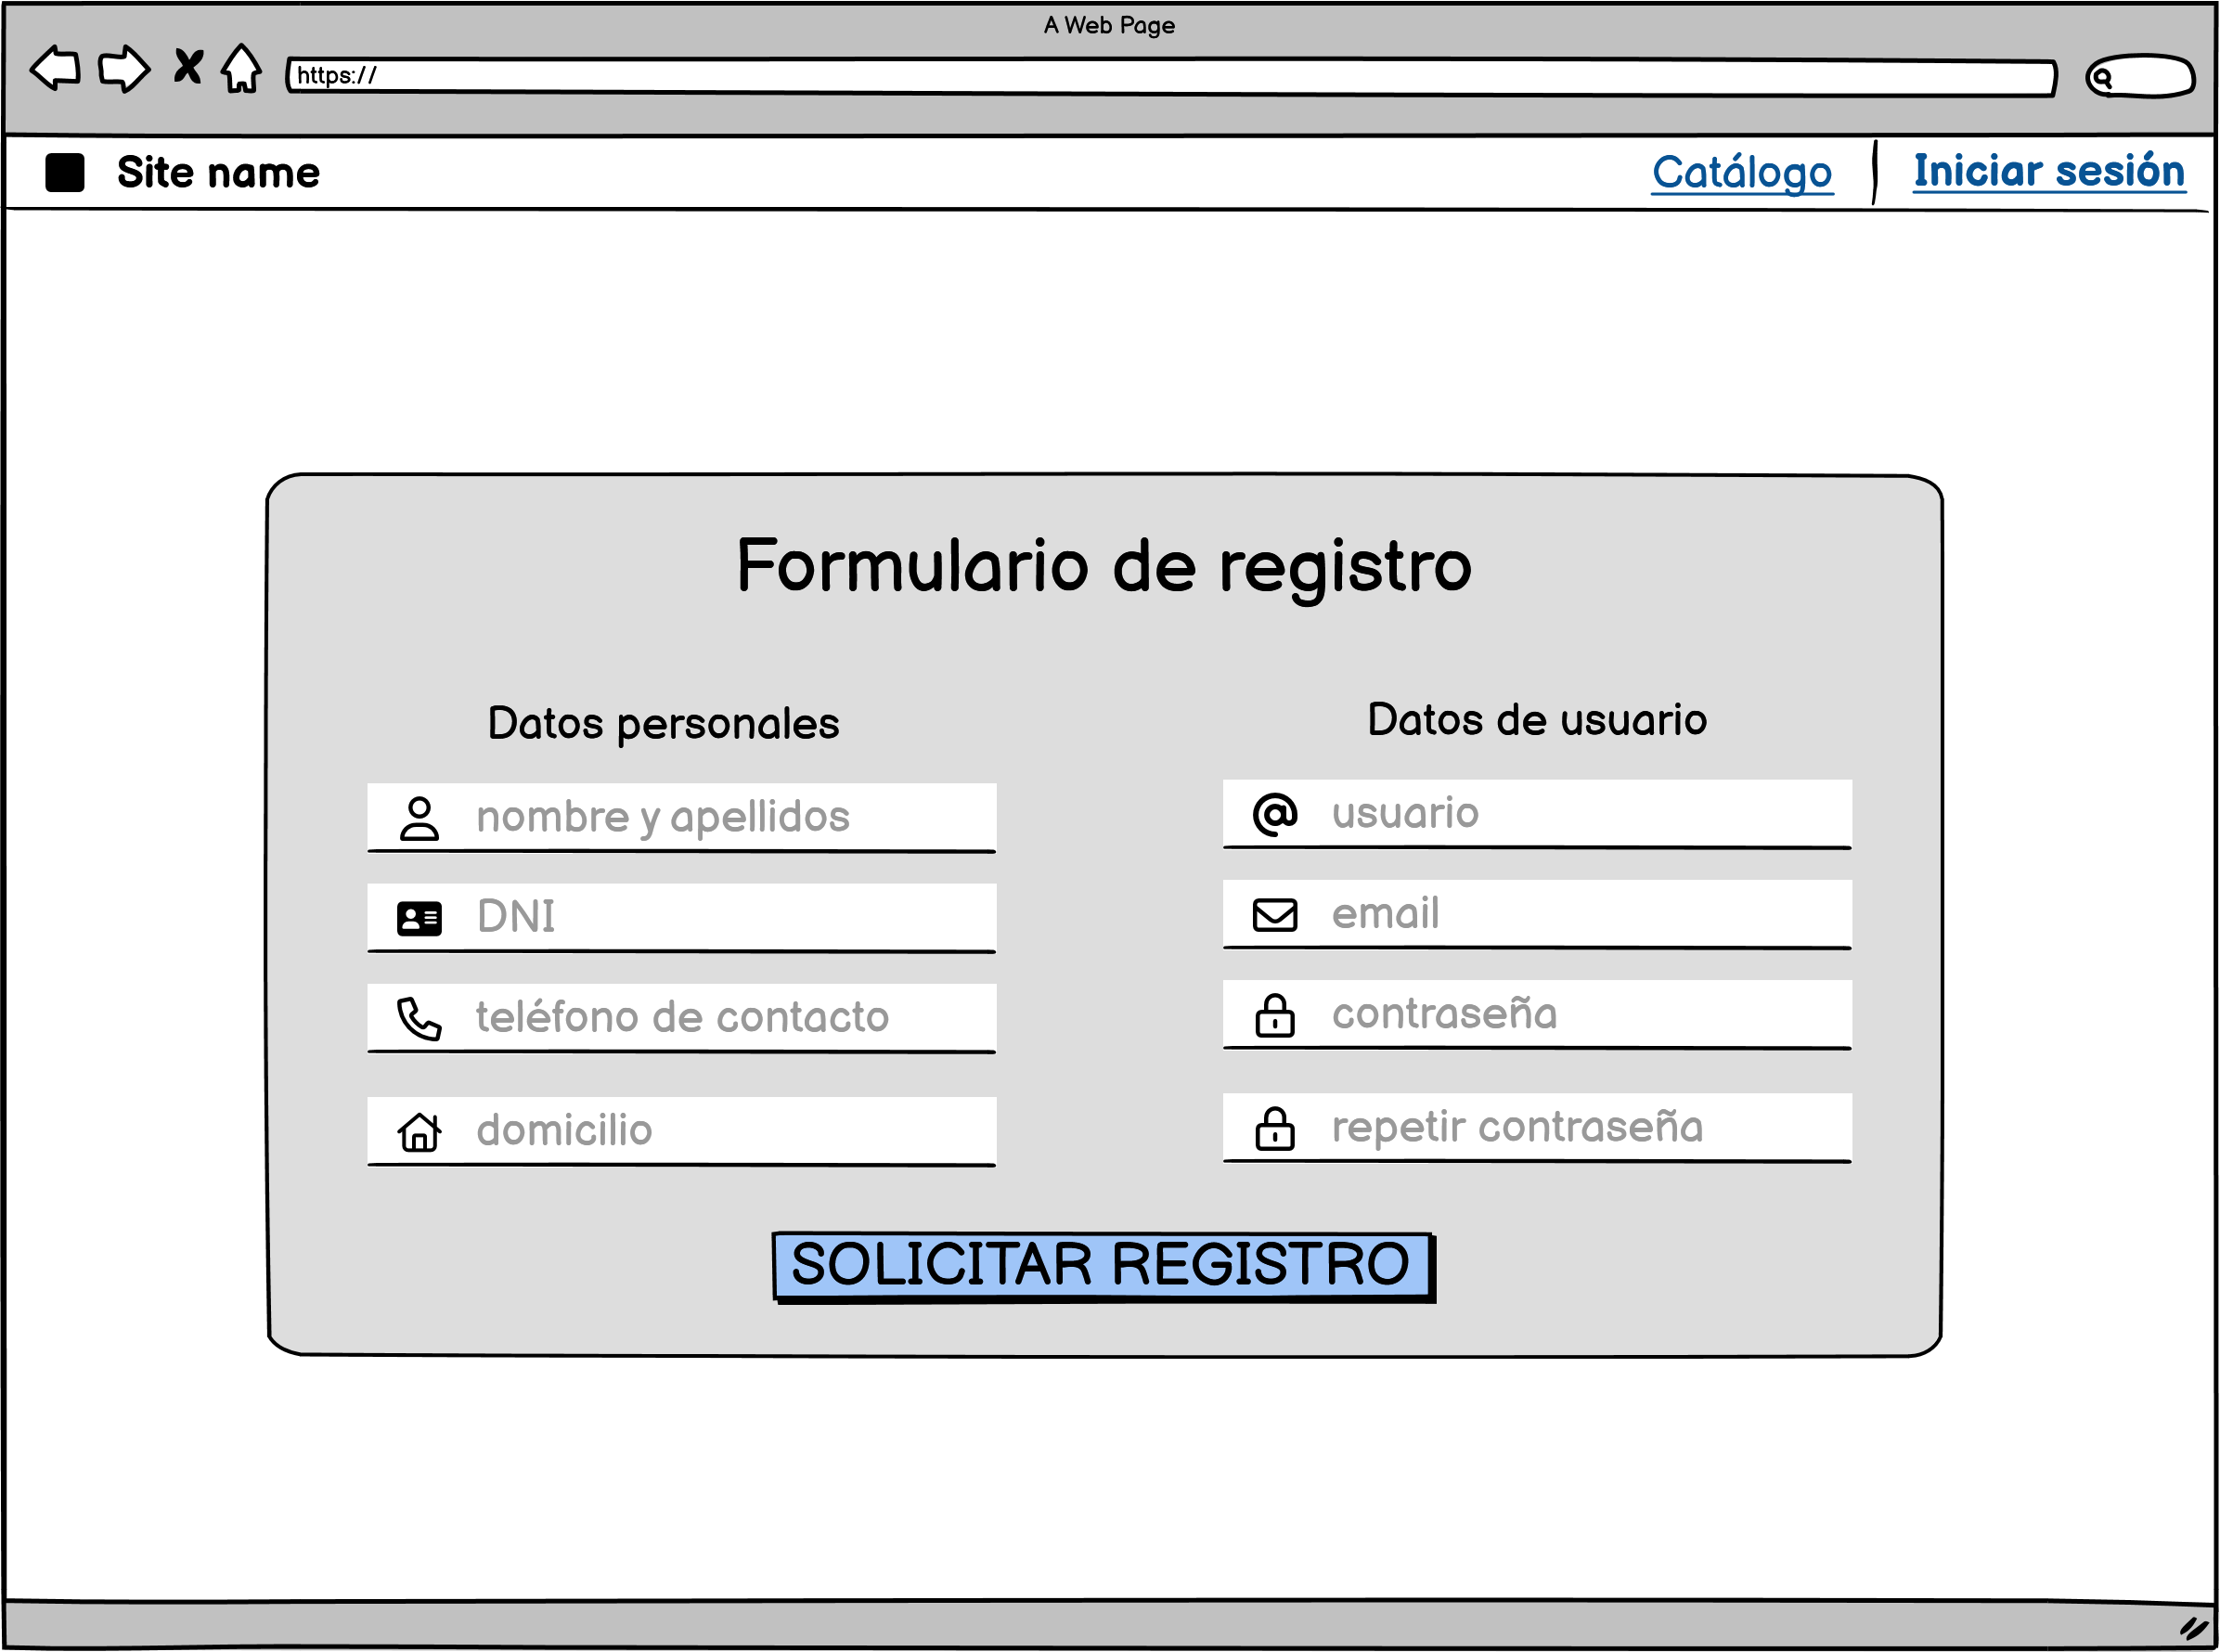 A Web Page
https://
Site name
Catálogo
Iniciar sesión
Formulario de registro
Datos personales
nombre y apellidos
DNI
teléfono de contacto
domicilio
Datos de usuario
usuario
email
contraseña
repetir contraseña
SOLICITAR REGISTRO